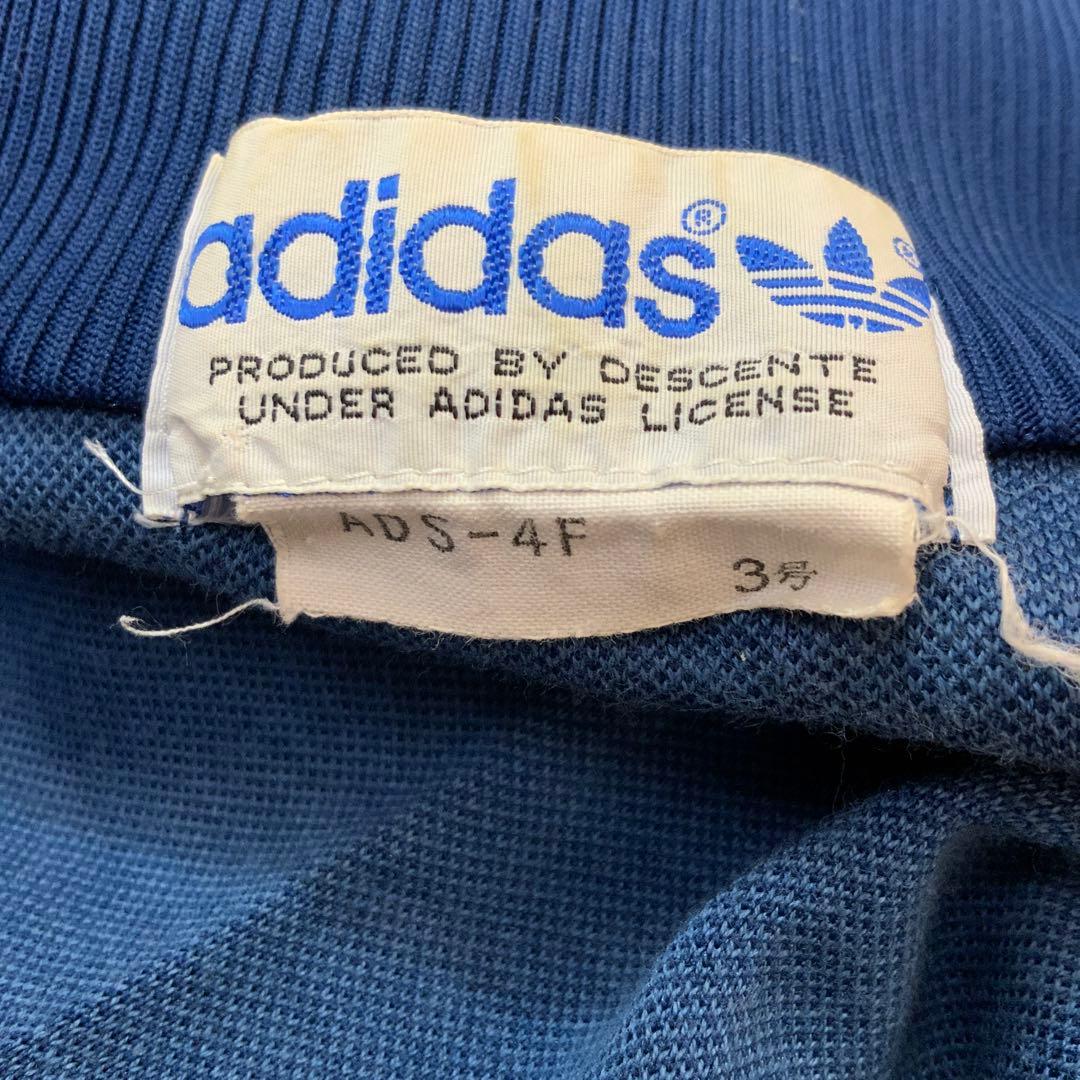 adidas®
PRODUCED BY DESCENTE
UNDER ADIDAS LICENSE
ADS-4F
3号